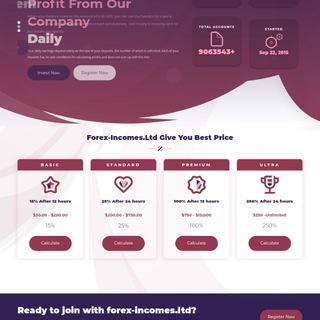 Profit From Our
Company
Daily
Invest Now
Register Now
TOTAL ACCOUNTS
9063543+
STARTED
Sep 22, 2015
Forex-Incomes.Ltd Give You Best Price
BASIC
15% After 12 hours
$50.00 - $200.00
15%
Calculate
STANDARD
25% After 24 hours
$200.00 - $750.00
25%
Calculate
PREMIUM
100% After 12 hours
$750 - $10,000
100%
Calculate
ULTRA
250% After 24 hours
$250 -Unlimited
250%
Calculate
Ready to join with forex-incomes.ltd?
Register Now